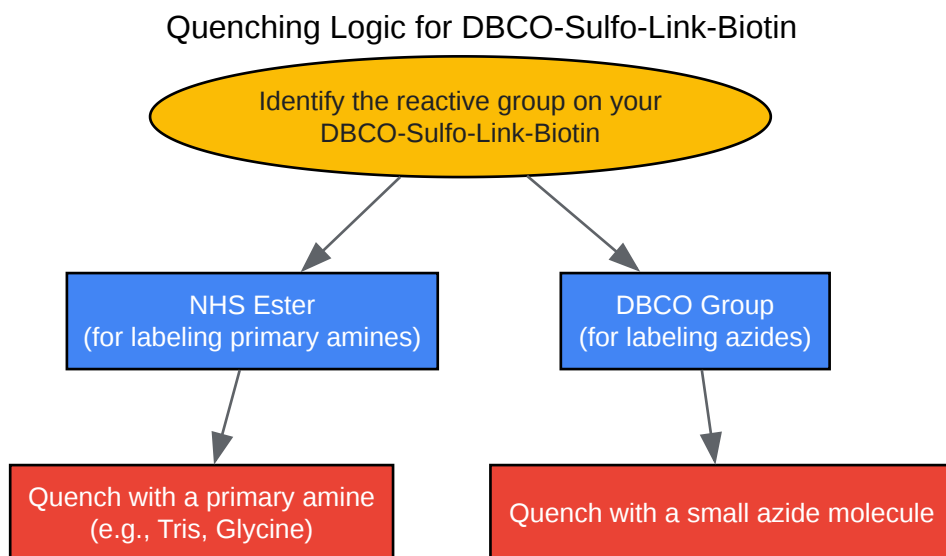 Quenching Logic for DBCO-Sulfo-Link-Biotin
Identify the reactive group on your
DBCO-Sulfo-Link-Biotin
NHS Ester
(for labeling primary amines)
DBCO Group
(for labeling azides)
Quench with a primary amine
(e.g., Tris, Glycine)
Quench with a small azide molecule